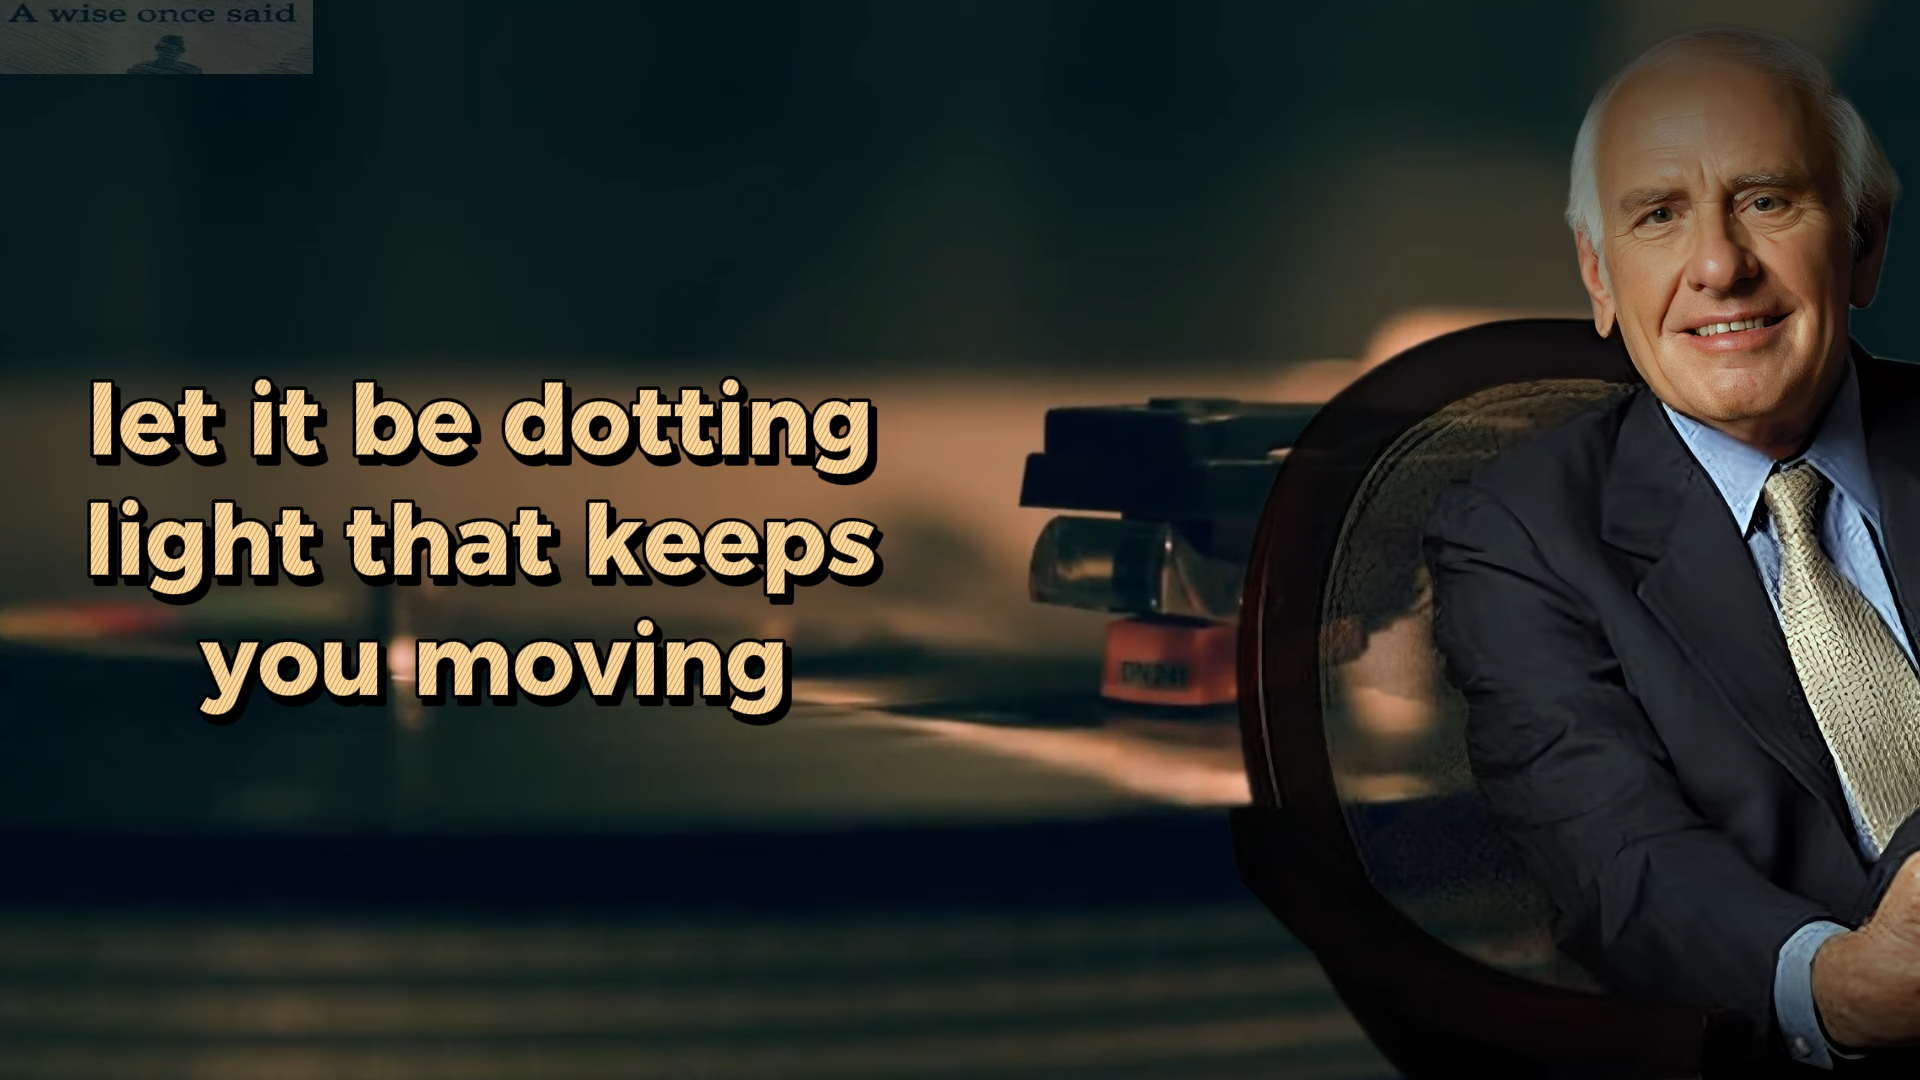 A wise once said
let it be dotting
light that keeps
you moving